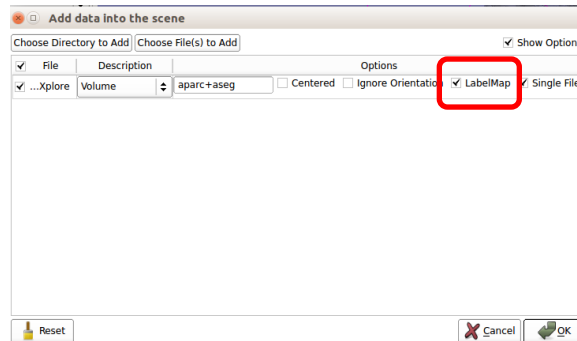 Add data into the scene
Choose Directory to Add Choose File(s) to Add Show Option
File Description Options
...Xplore Volume aparc+aseg Centered Ignore Orientation LabelMap Single File
Reset Cancel OK